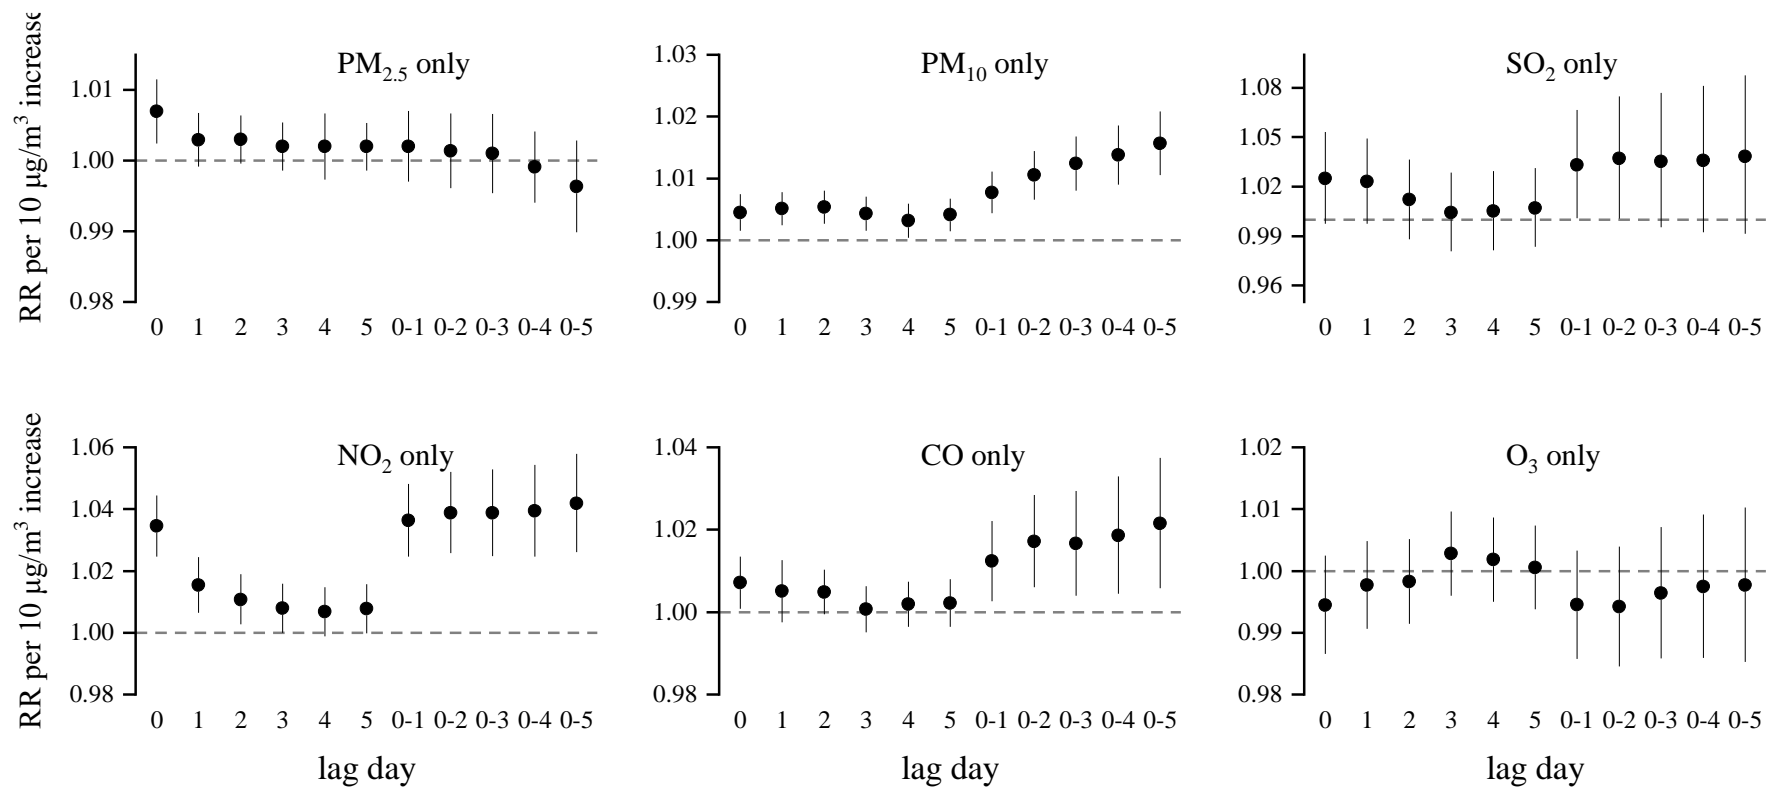 RR per 10 µg/m³ increase
PM2.5 only
1.01
1.00
0.99
0.98
0 1 2 3 4 5 0-1 0-2 0-3 0-4 0-5
PM10 only
1.03
1.02
1.01
1.00
0.99
0 1 2 3 4 5 0-1 0-2 0-3 0-4 0-5
SO2 only
1.08
1.05
1.02
0.99
0.96
0 1 2 3 4 5 0-1 0-2 0-3 0-4 0-5
RR per 10 µg/m³ increase
NO2 only
1.06
1.04
1.02
1.00
0.98
0 1 2 3 4 5 0-1 0-2 0-3 0-4 0-5
lag day
CO only
1.04
1.02
1.00
0.98
0 1 2 3 4 5 0-1 0-2 0-3 0-4 0-5
lag day
O3 only
1.02
1.01
1.00
0.99
0.98
0 1 2 3 4 5 0-1 0-2 0-3 0-4 0-5
lag day